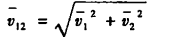 v̄₁₂ = √(v̄₁² + v̄₂²)